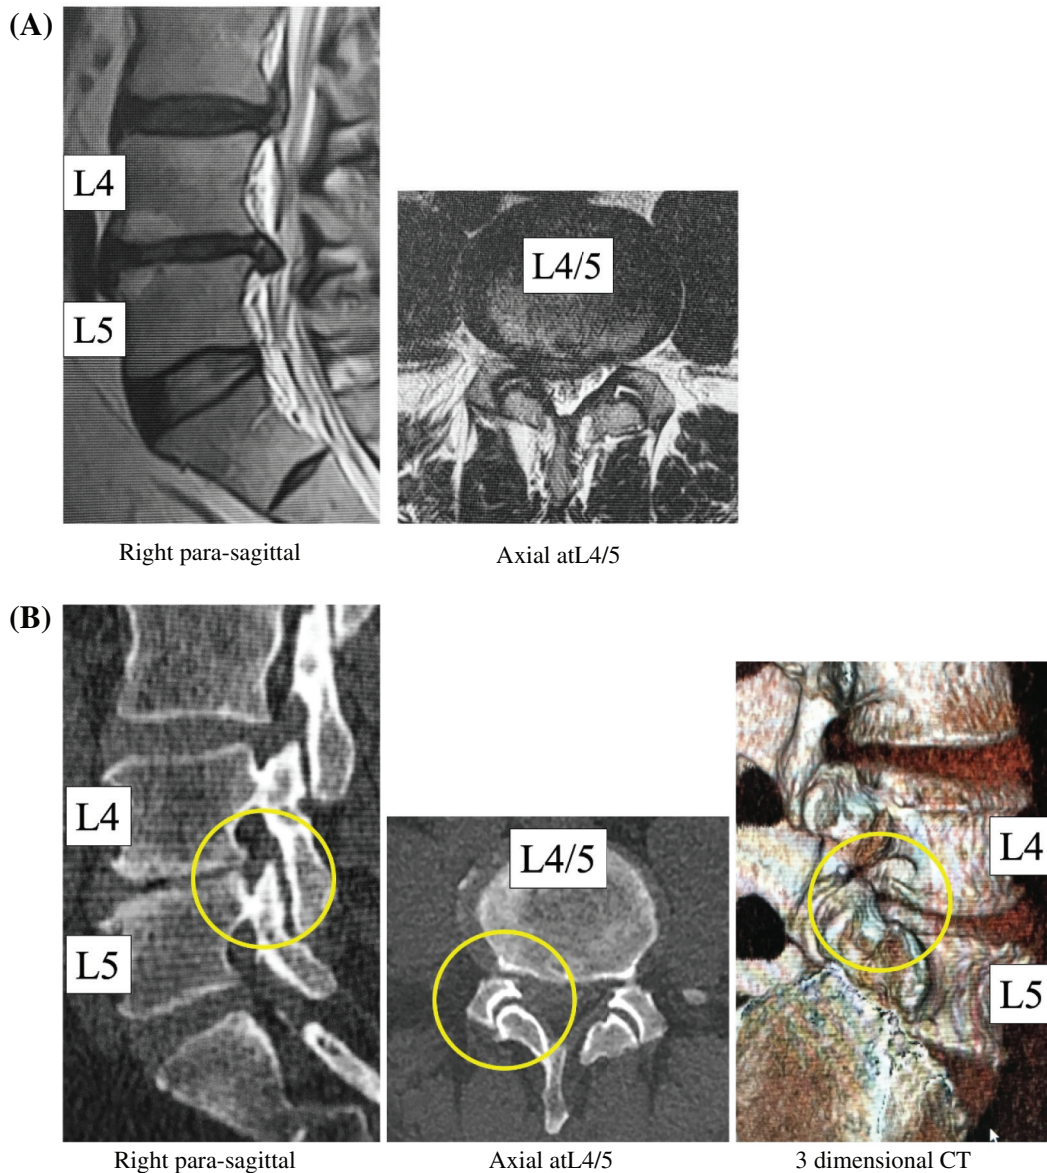 (A)
L4
L5
L4/5
Right para-sagittal
Axial atL4/5
(B)
L4
L5
L4/5
L4
L5
Right para-sagittal
Axial atL4/5
3 dimensional CT